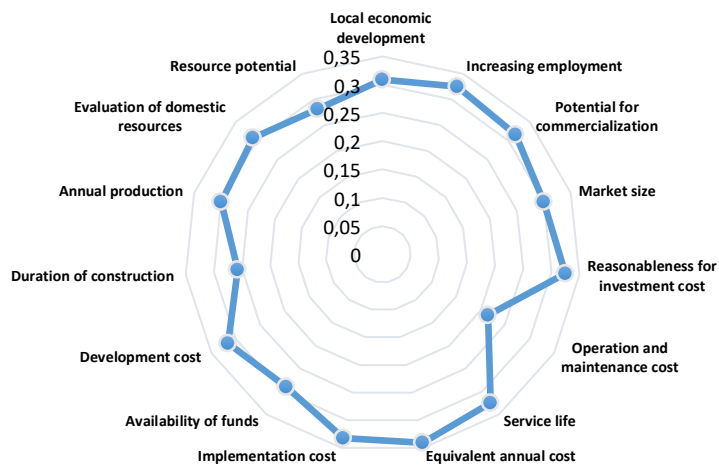 Local economic
development
Increasing employment
Potential for
commercialization
Market size
Reasonableness for
investment cost
Operation and
maintenance cost
Service life
Equivalent annual cost
Implementation cost
Availability of funds
Development cost
Duration of construction
Annual production
Evaluation of domestic
resources
Resource potential
0,35
0,3
0,25
0,2
0,15
0,1
0,05
0